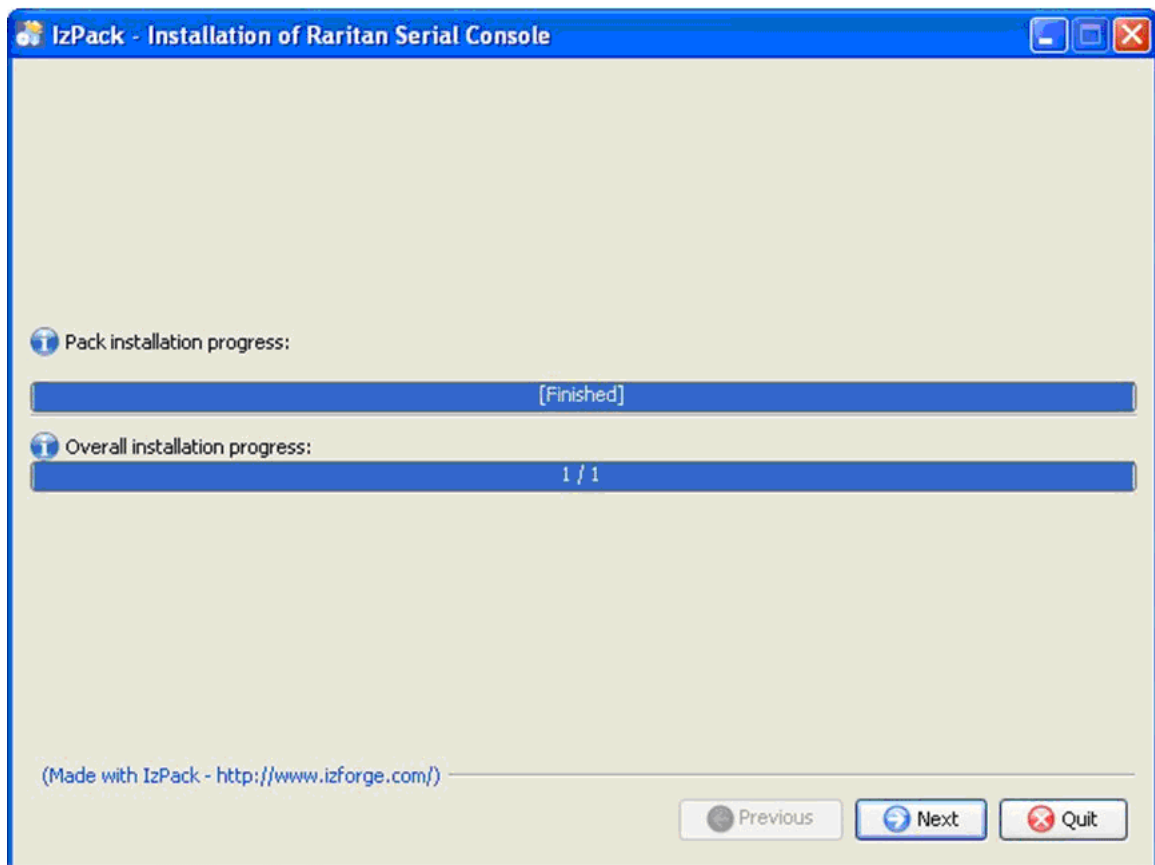 IzPack - Installation of Raritan Serial Console
Pack installation progress:
[Finished]
Overall installation progress:
1 / 1
(Made with IzPack - http://www.izforge.com/)
Previous
Next
Quit